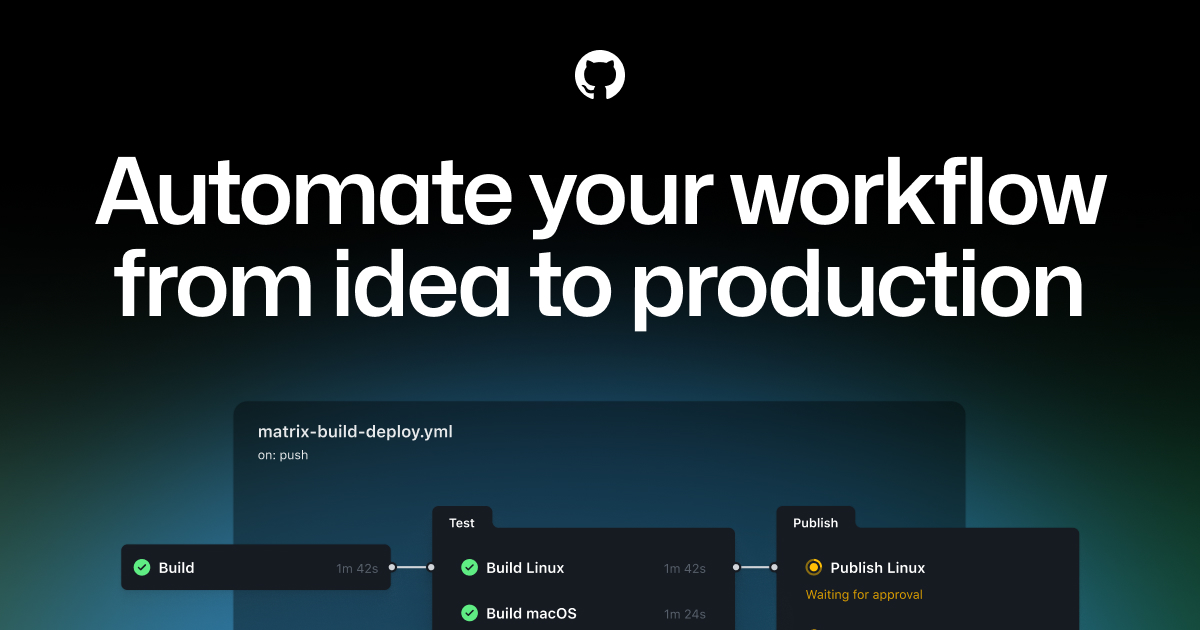 Automate your workflow
from idea to production
matrix-build-deploy.yml
on: push
Build 1m 42s
Test
Build Linux 1m 42s
Build macOS 1m 24s
Publish
Publish Linux
Waiting for approval